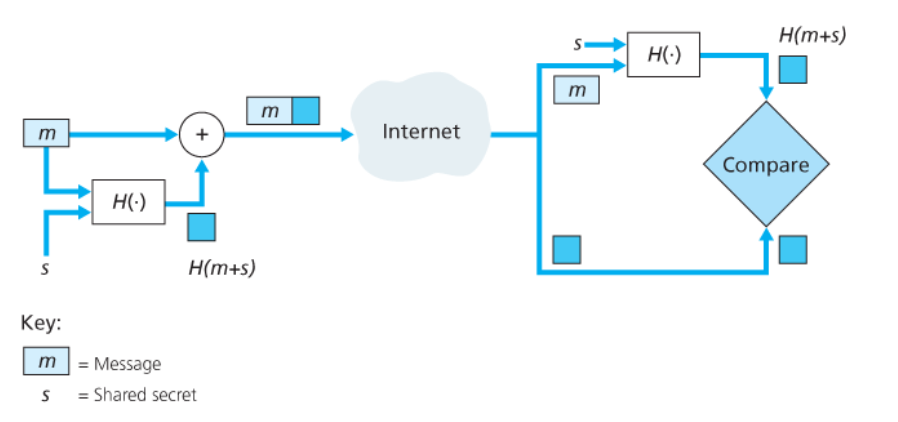 m
+
H(·)
s
H(m+s)
m
Internet
s
H(·)
m
H(m+s)
Compare
Key:
m = Message
s = Shared secret